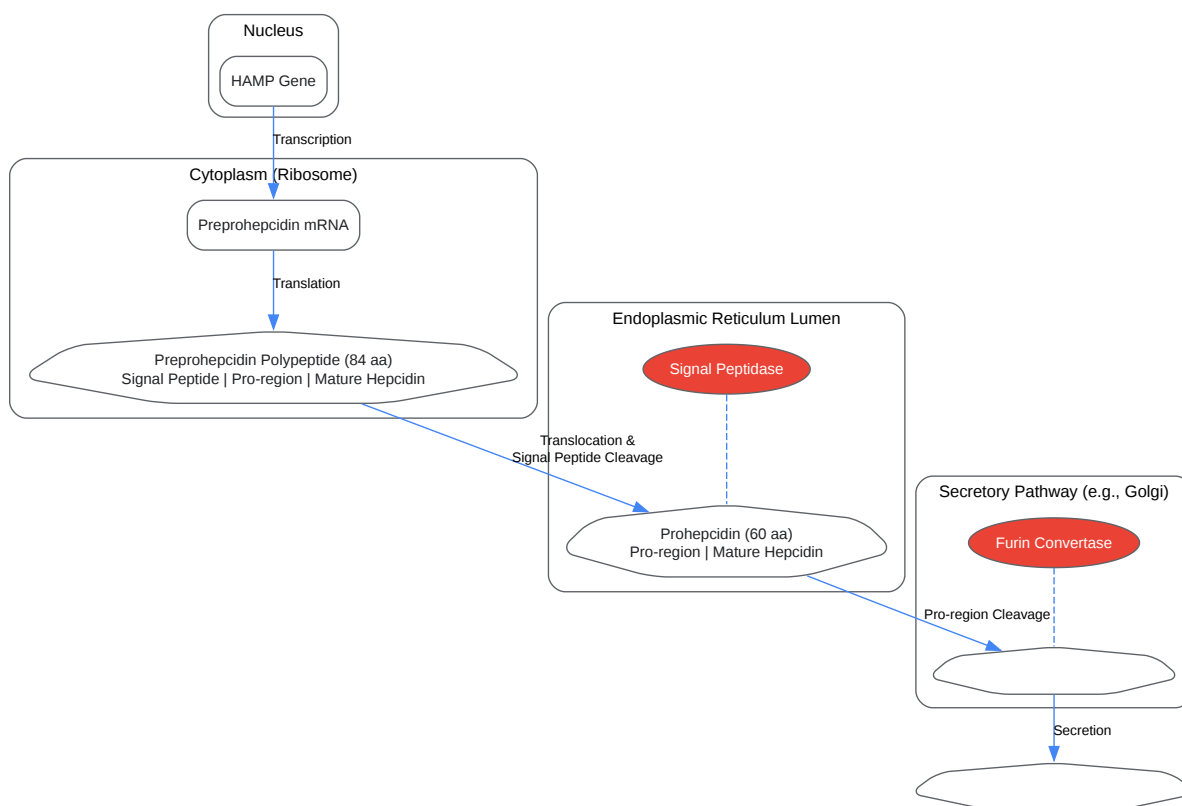 Nucleus
HAMP Gene
Transcription
Cytoplasm (Ribosome)
Preprohepcidin mRNA
Translation
Preprohepcidin Polypeptide (84 aa)
Signal Peptide | Pro-region | Mature Hepcidin
Endoplasmic Reticulum Lumen
Signal Peptidase
Translocation &
Signal Peptide Cleavage
Prohepcidin (60 aa)
Pro-region | Mature Hepcidin
Secretory Pathway (e.g., Golgi)
Furin Convertase
Pro-region Cleavage
Secretion